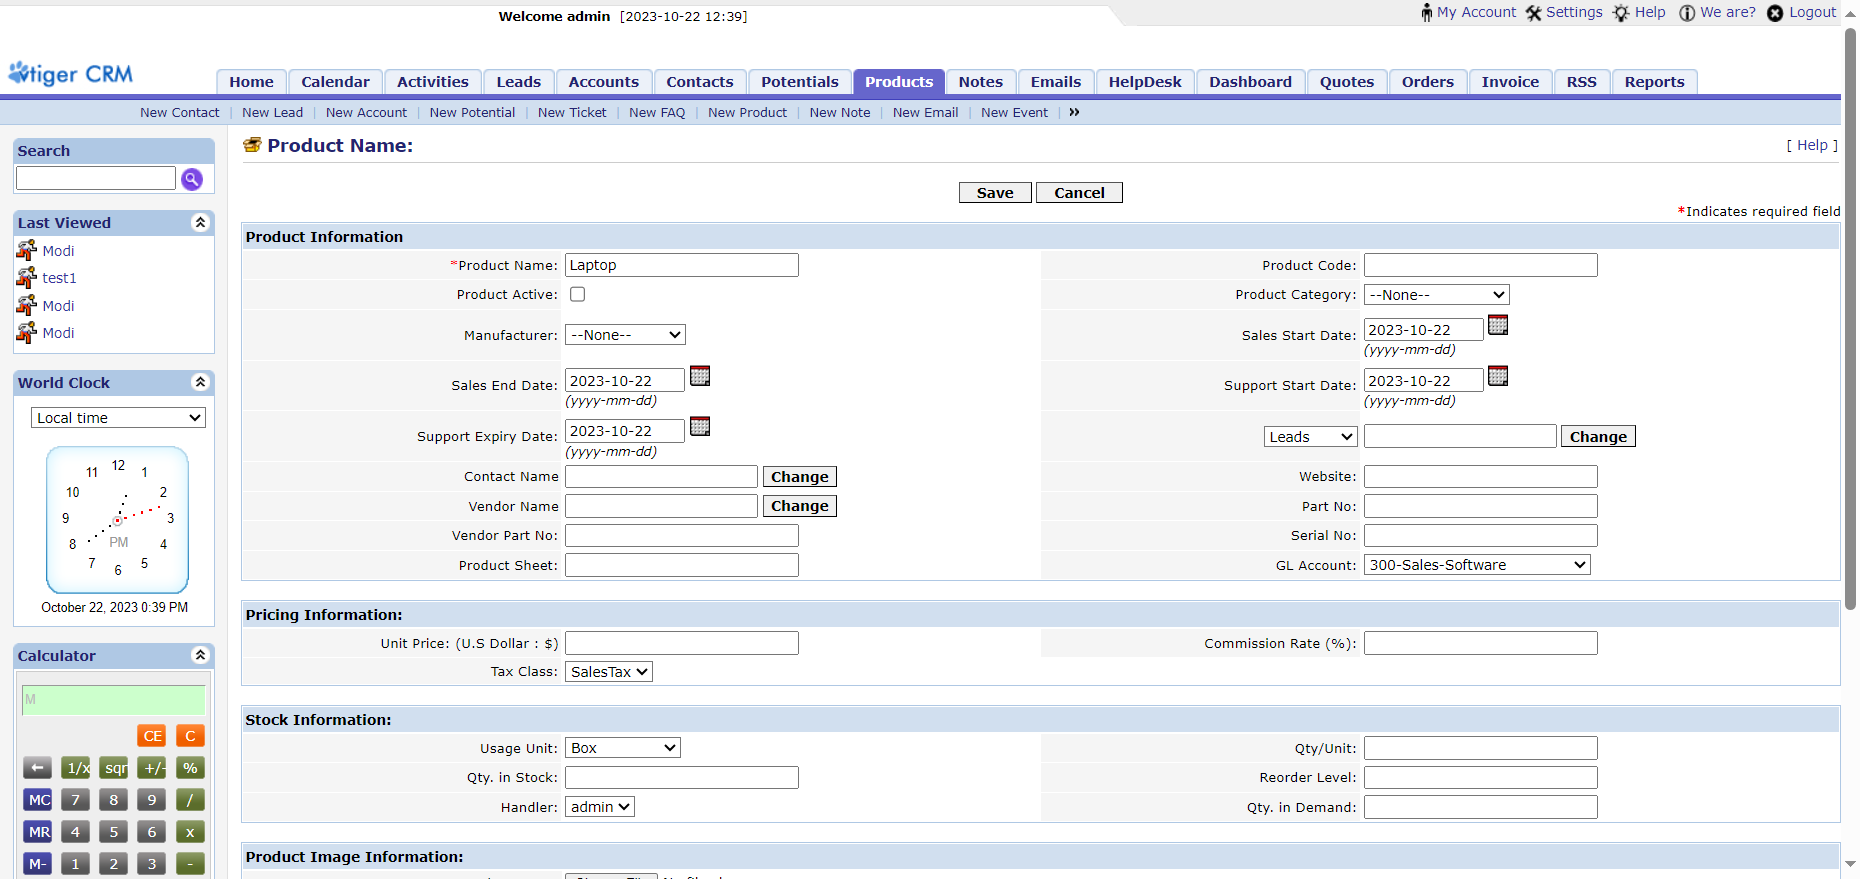 Welcome admin [2023-10-22 12:39]
My Account Settings Help We are? Logout
vtiger CRM
Home Calendar Activities Leads Accounts Contacts Potentials Products Notes Emails HelpDesk Dashboard Quotes Orders Invoice RSS Reports
New Contact | New Lead | New Account | New Potential | New Ticket | New FAQ | New Product | New Note | New Email | New Event | »
Search
Last Viewed
Modi
test1
Modi
Modi
World Clock
Local time
12
11 1
10 2
9 3
8 PM 4
7 5
6
October 22, 2023 0:39 PM
Calculator
M
CE C
← 1/x sqr +/- %
MC 7 8 9 /
MR 4 5 6 x
M- 1 2 3 -
Product Name:
[ Help ]
Save Cancel
*Indicates required field
Product Information
*Product Name: Laptop Product Code:
Product Active: Product Category: --None--
Manufacturer: --None-- Sales Start Date: 2023-10-22
(yyyy-mm-dd)
Sales End Date: 2023-10-22 Support Start Date: 2023-10-22
(yyyy-mm-dd) (yyyy-mm-dd)
Support Expiry Date: 2023-10-22 Leads Change
(yyyy-mm-dd)
Contact Name Change Website:
Vendor Name Change Part No:
Vendor Part No: Serial No:
Product Sheet: GL Account: 300-Sales-Software
Pricing Information:
Unit Price: (U.S Dollar : $) Commission Rate (%):
Tax Class: SalesTax
Stock Information:
Usage Unit: Box Qty/Unit:
Qty. in Stock: Reorder Level:
Handler: admin Qty. in Demand:
Product Image Information: